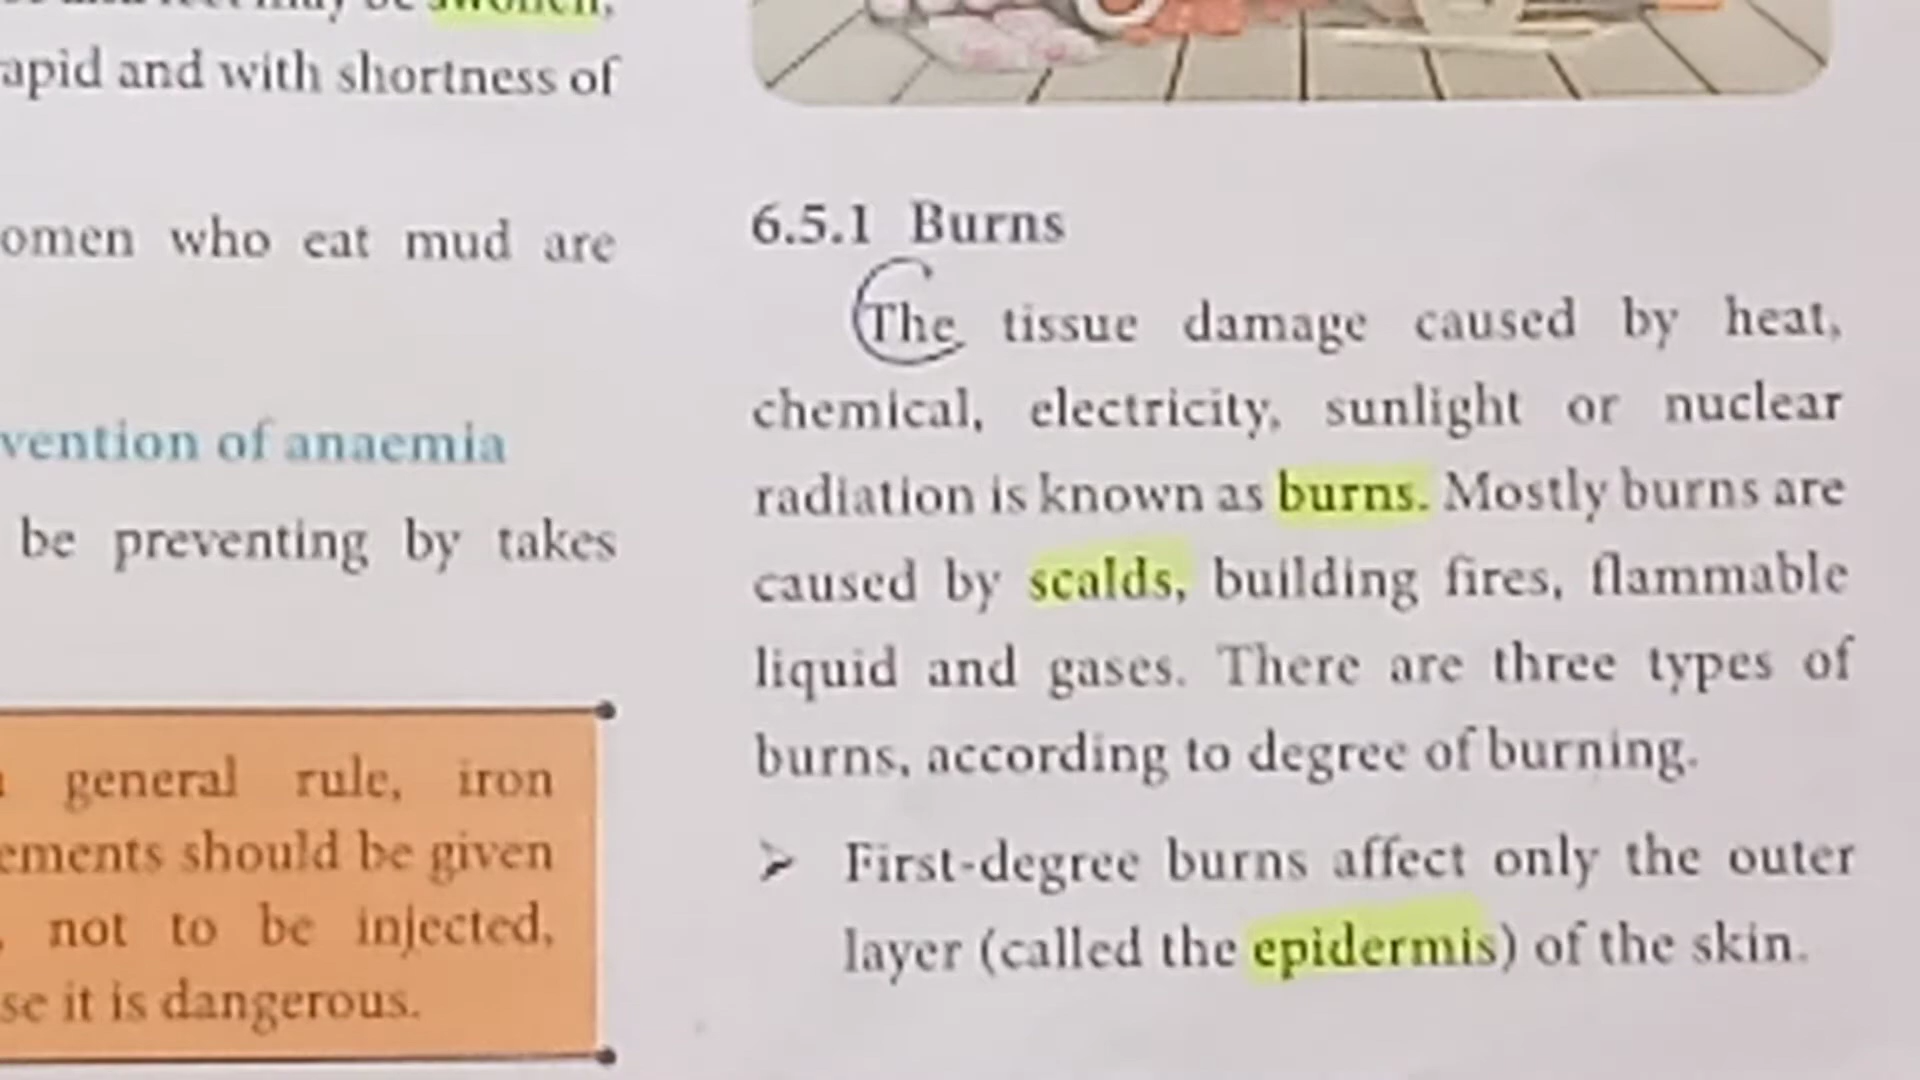 may be swollen,
apid and with shortness of
omen who eat mud are
vention of anaemia
be preventing by takes
general rule, iron
ements should be given
, not to be injected,
se it is dangerous.
6.5.1 Burns
The tissue damage caused by heat,
chemical, electricity, sunlight or nuclear
radiation is known as burns. Mostly burns are
caused by scalds, building fires, flammable
liquid and gases. There are three types of
burns, according to degree of burning.
➤ First-degree burns affect only the outer
layer (called the epidermis) of the skin.